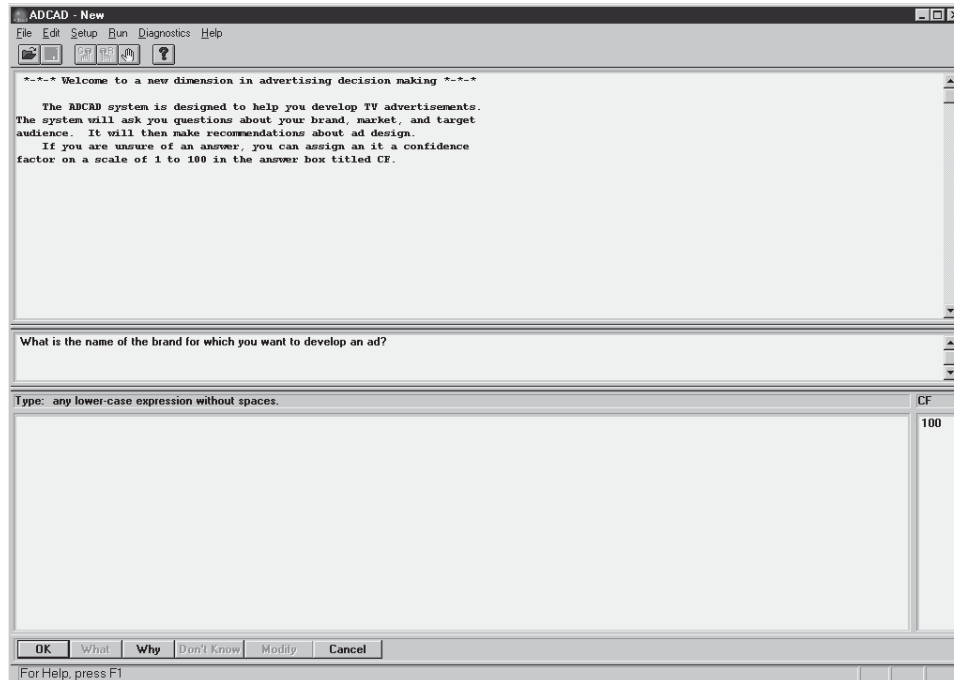 ADCAD - New
File Edit Setup Run Diagnostics Help
*-*-* Welcome to a new dimension in advertising decision making *-*-*
The ADCAD system is designed to help you develop TV advertisements.
The system will ask you questions about your brand, market, and target
audience. It will then make recommendations about ad design.
If you are unsure of an answer, you can assign an it a confidence
factor on a scale of 1 to 100 in the answer box titled CF.
What is the name of the brand for which you want to develop an ad?
Type: any lower-case expression without spaces. CF
100
OK What Why Don't Know Modify Cancel
For Help, press F1